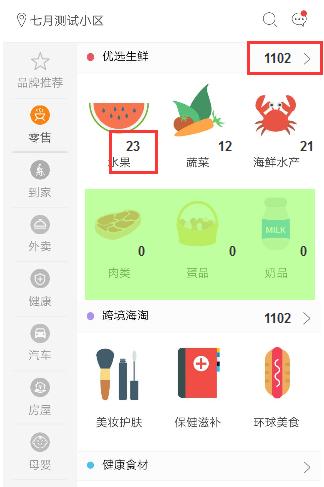 七月测试小区
品牌推荐
零售
到家
外卖
健康
汽车
房屋
母婴
优选生鲜 1102
23 12 21
水果 蔬菜 海鲜水产
0 0 0
MILK
肉类 蛋品 奶品
跨境海淘 1102
美妆护肤 保健滋补 环球美食
健康食材